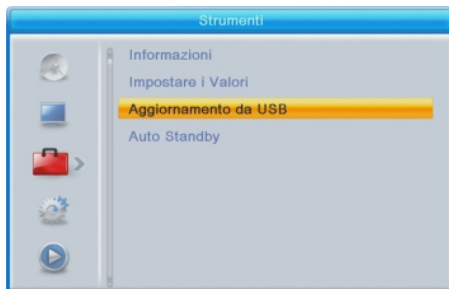 Strumenti
Informazioni
Impostare i Valori
Aggiornamento da USB
Auto Standby